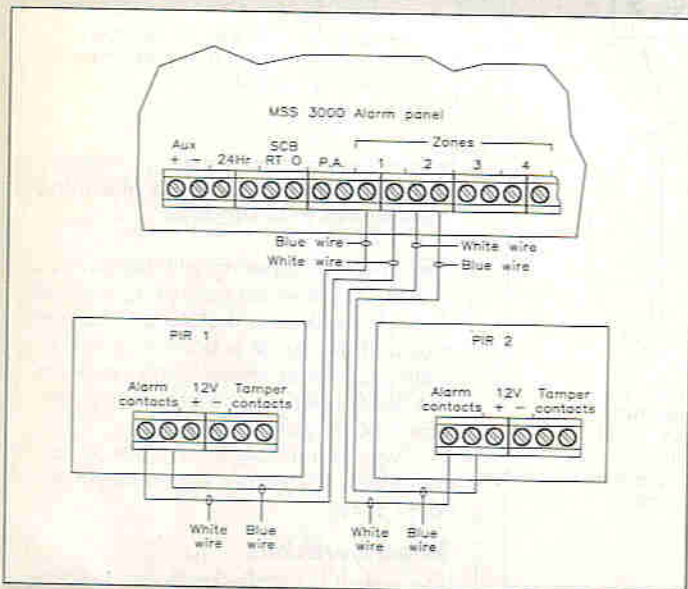 MSS 3000 Alarm panel
Aux SCB Zones
+ - 24Hr RT O P.A. 1 2 3 4
Blue wire White wire
White wire Blue wire
PIR 1
PIR 2
Alarm 12V Tamper
contacts + - contacts
Alarm 12V Tamper
contacts + - contacts
White Blue
wire wire
White Blue
wire wire